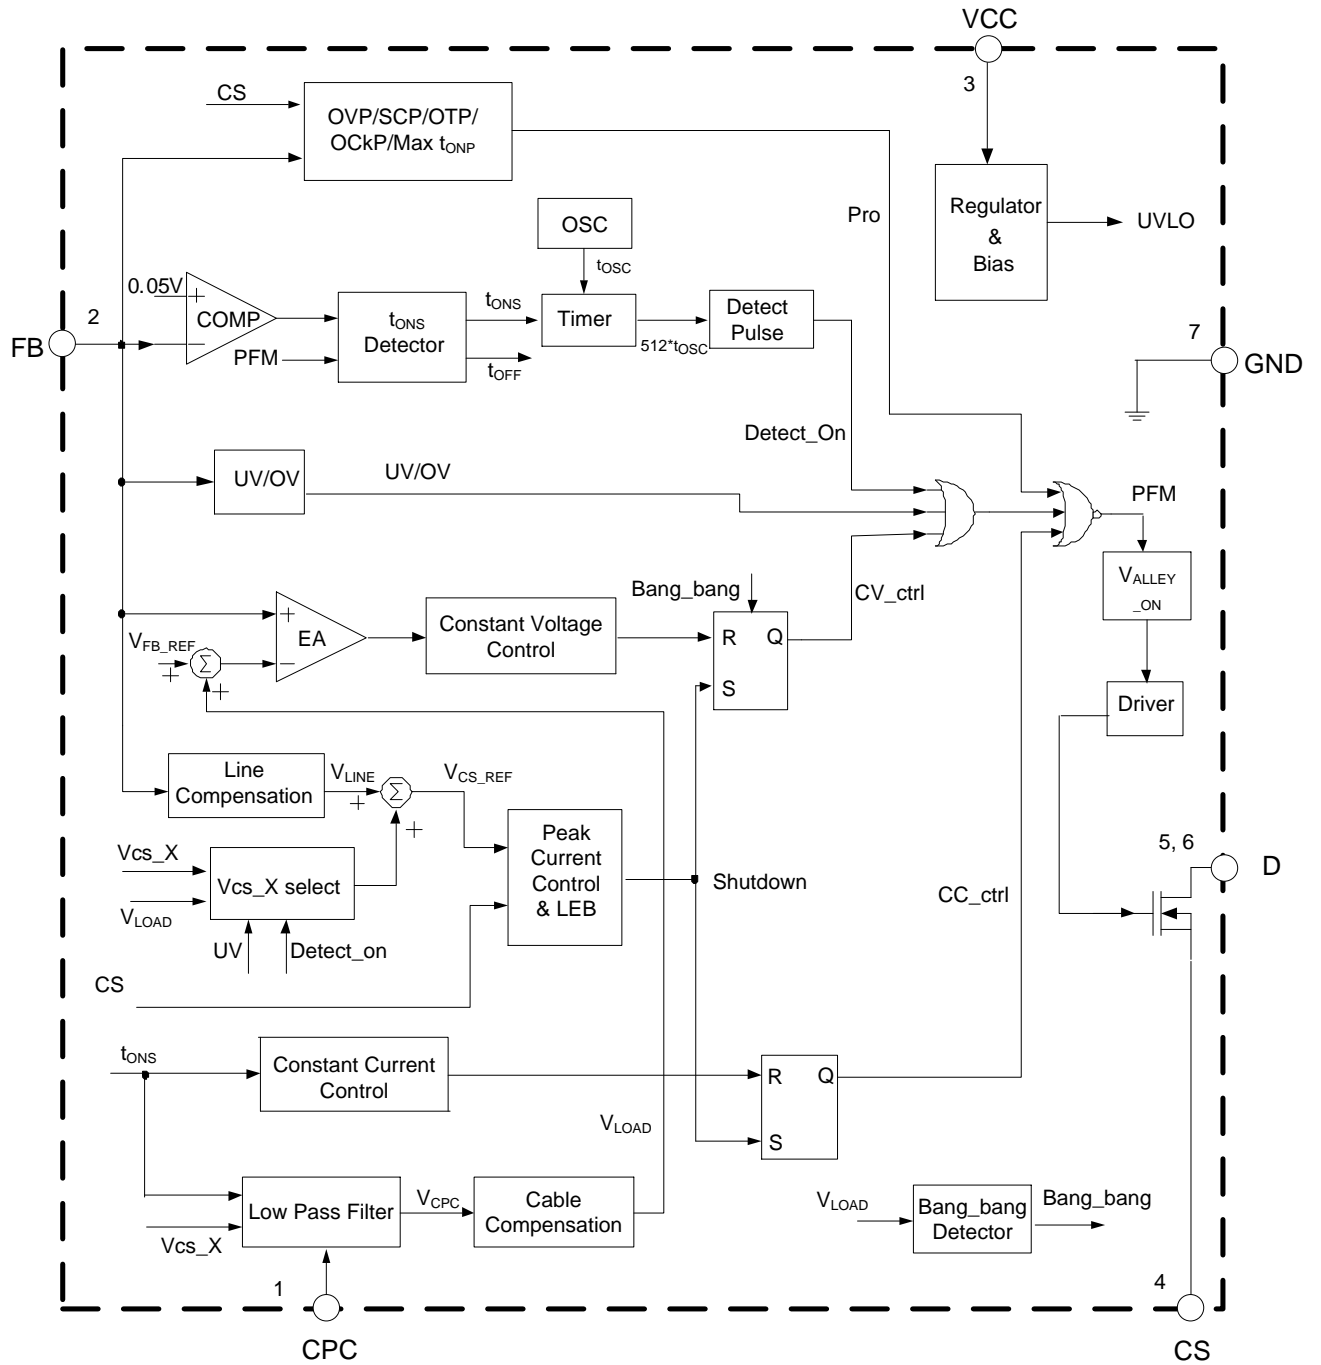 VCC
3
CS
OVP/SCP/OTP/
OCkP/Max tONP
Pro
Regulator
&
Bias
UVLO
OSC
tOSC
0.05V
+
COMP
−
tONS
Detector
PFM
tONS
tOFF
Timer
512*tOSC
Detect
Pulse
2
FB
7
GND
Detect_On
UV/OV
UV/OV
PFM
VALLEY
_ON
Bang_bang
CV_ctrl
VFB_REF
+
Σ
+
+
EA
−
Constant Voltage
Control
R
Q
S
Driver
Line
Compensation
VLINE
+
Σ
+
VCS_REF
Vcs_X
VLOAD
Vcs_X select
UV
Detect_on
Peak
Current
Control
& LEB
Shutdown
CC_ctrl
5, 6
D
CS
tONS
Constant Current
Control
R
Q
S
VLOAD
Low Pass Filter
Vcs_X
VCPC
Cable
Compensation
VLOAD
Bang_bang
Detector
Bang_bang
1
CPC
4
CS